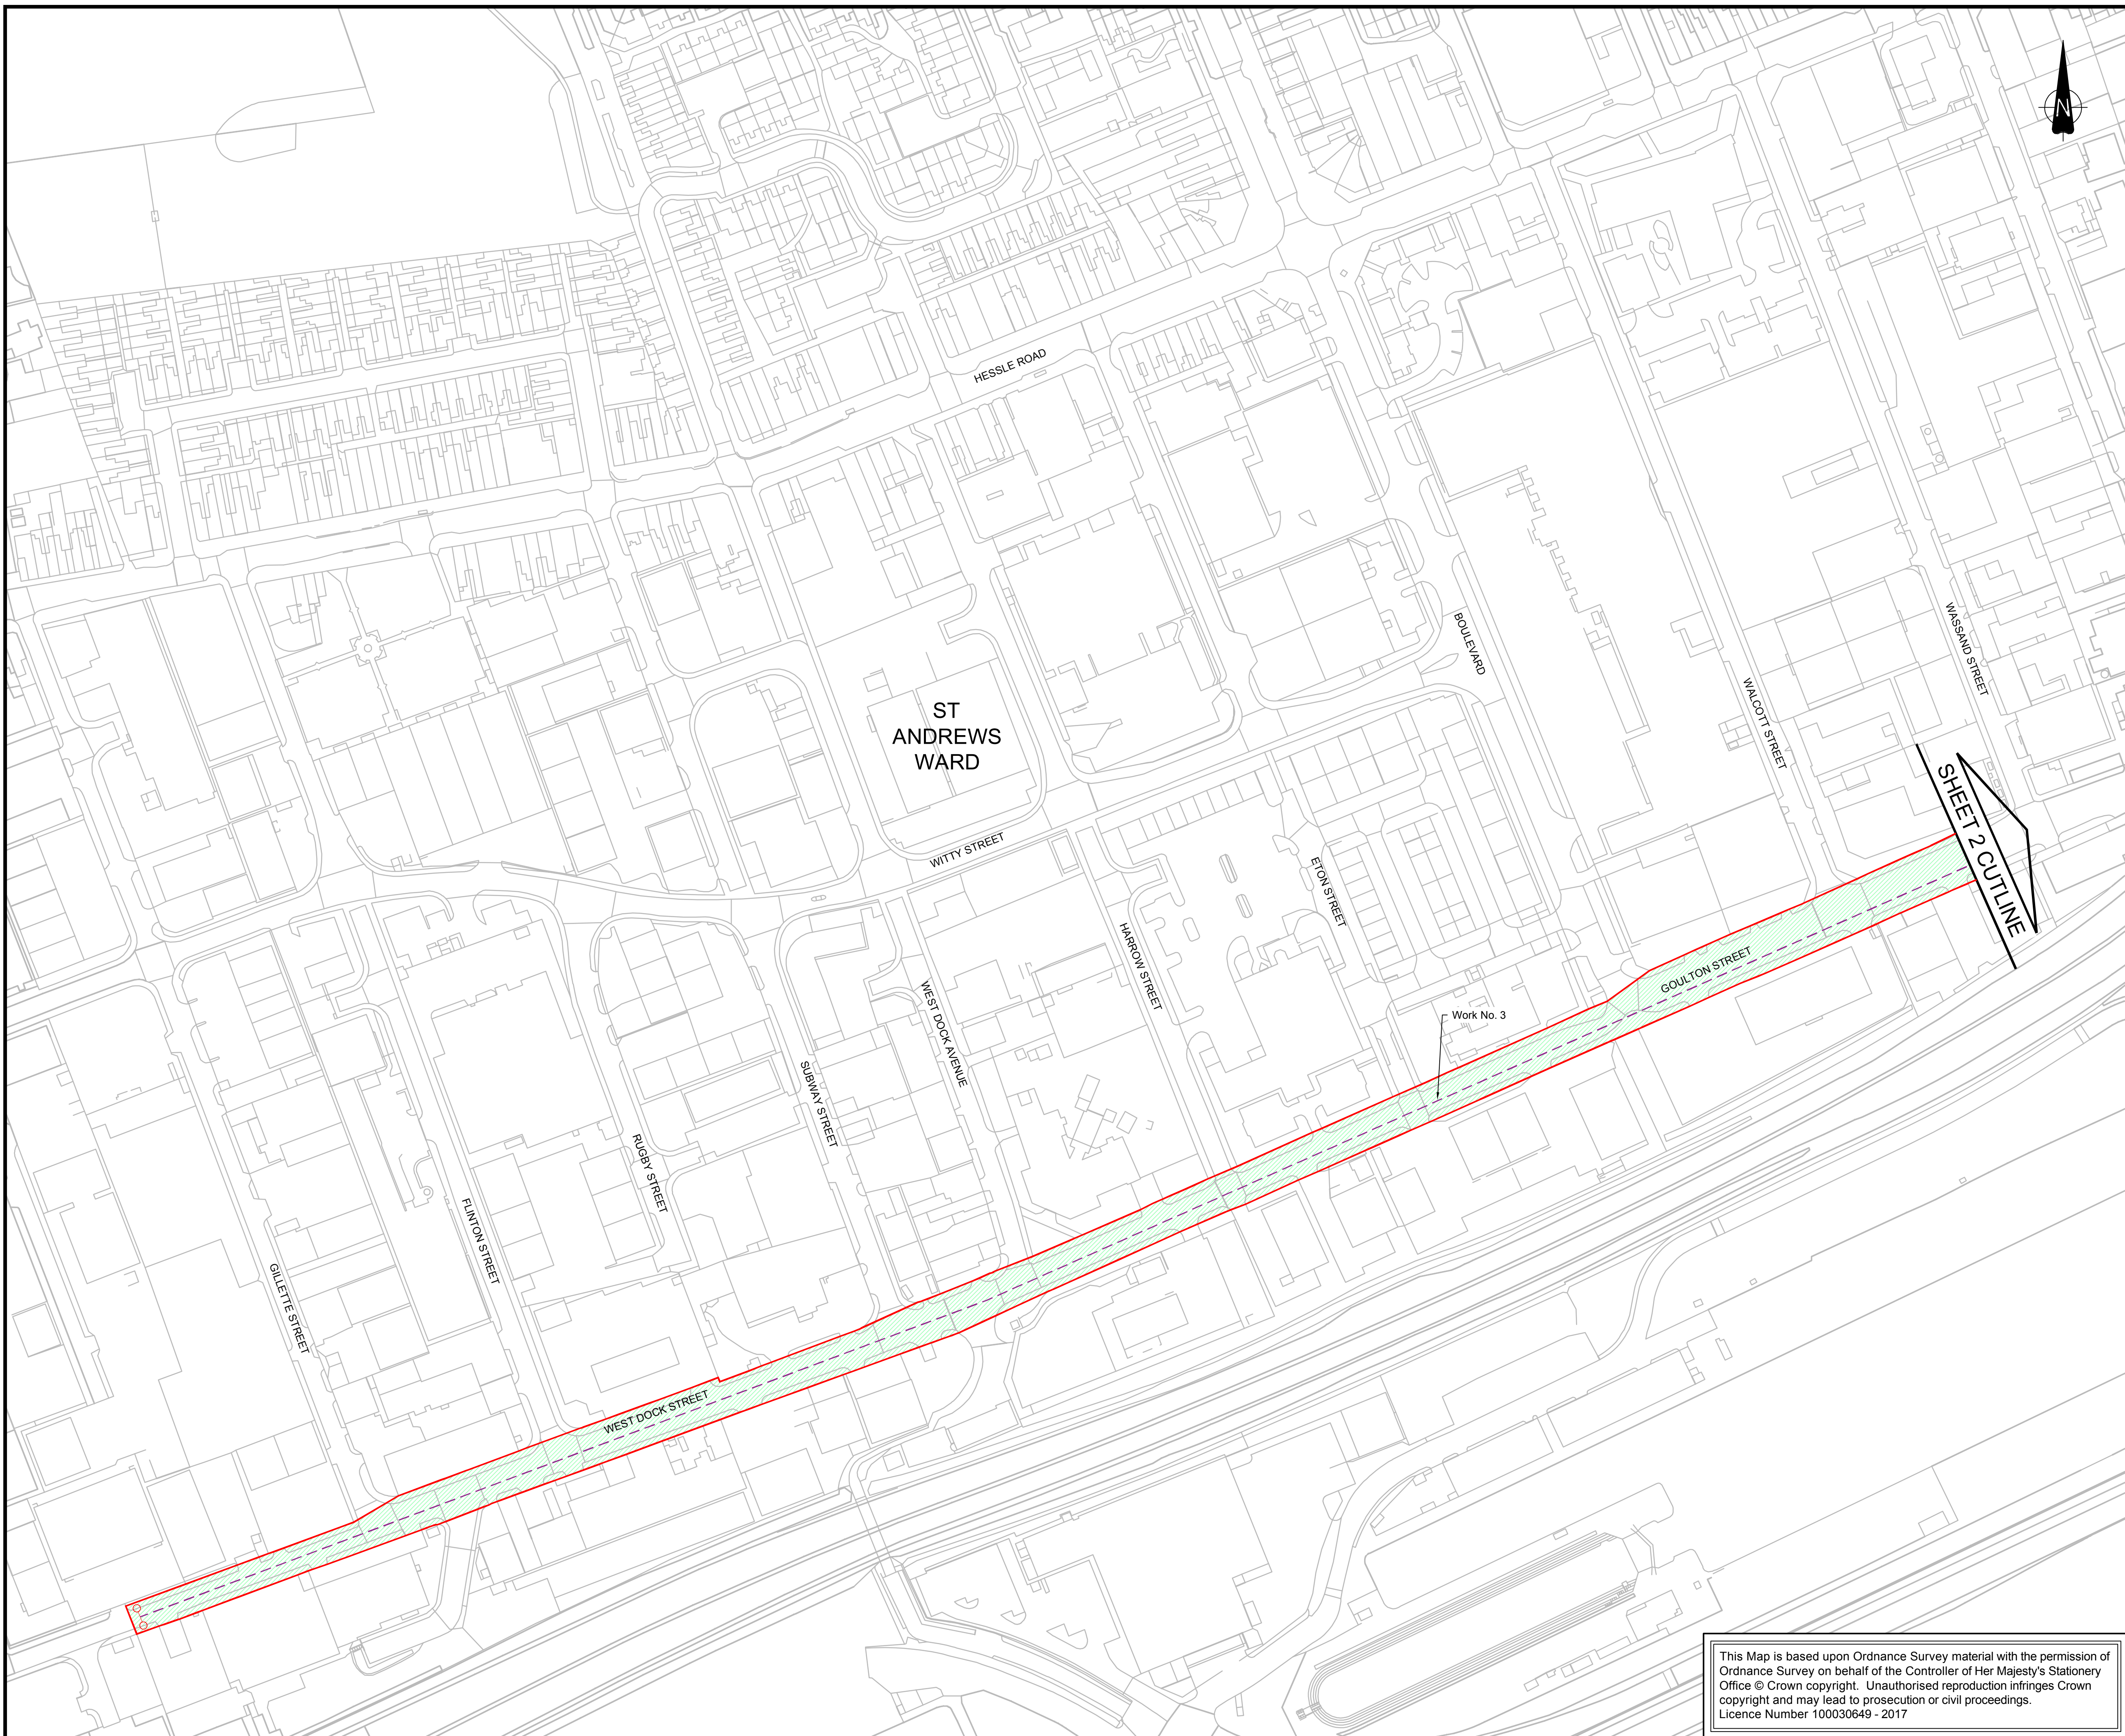 N
HESSLE ROAD
BOULEVARD
WASSAND STREET
WALCOTT STREET
ST
ANDREWS
WARD
SHEET 2 CUTLINE
WITTY STREET
ETON STREET
HARROW STREET
GOULTON STREET
WEST DOCK AVENUE
Work No. 3
SUBWAY STREET
RUGBY STREET
FLINTON STREET
GILLETTE STREET
WEST DOCK STREET
This Map is based upon Ordnance Survey material with the permission of
Ordnance Survey on behalf of the Controller of Her Majesty's Stationery
Office © Crown copyright. Unauthorised reproduction infringes Crown
copyright and may lead to prosecution or civil proceedings.
Licence Number 100030649 - 2017